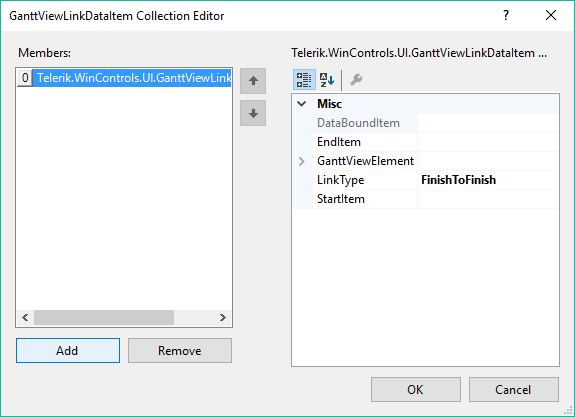 GanttViewLinkDataItem Collection Editor
?
Members:
0 Telerik.WinControls.UI.GanttViewLink
Add
Remove
Telerik.WinControls.UI.GanttViewLinkDataItem ...
A
Z
Misc
DataBoundItem
EndItem
GanttViewElement
LinkType FinishToFinish
StartItem
OK
Cancel